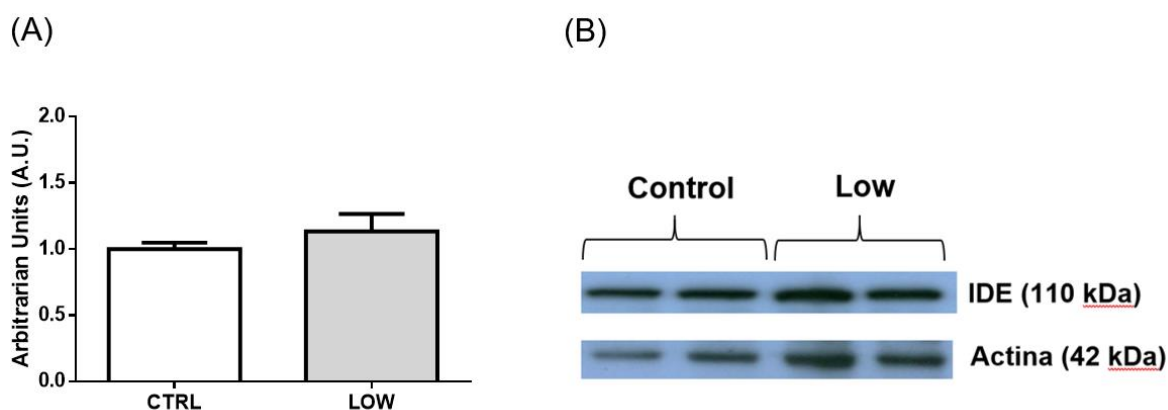 (A)
(B)
Arbitrarian Units (A.U.)
2.0
1.5
1.0
0.5
0.0
CTRL
LOW
Control
Low
IDE (110 kDa)
Actina (42 kDa)